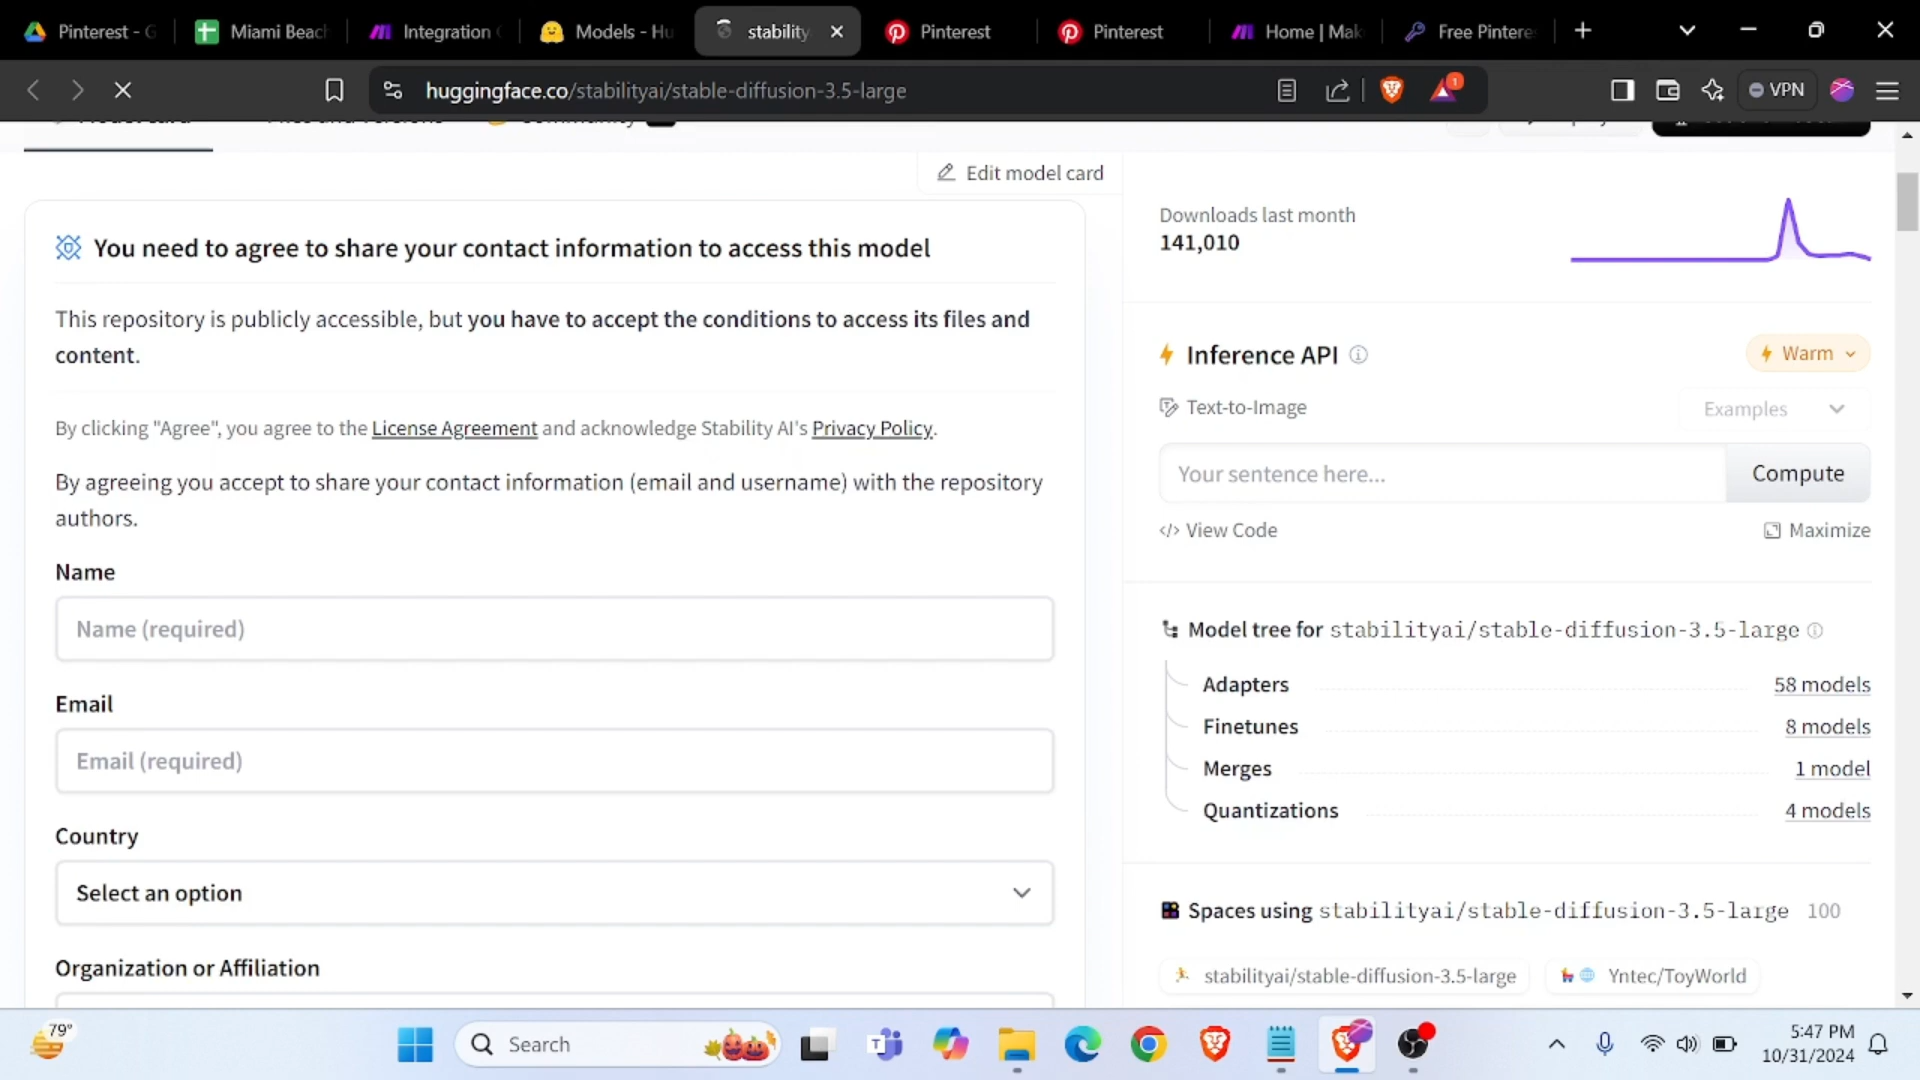 Pinterest - G
Miami Beach
Integration
Models - Hu
stability
Pinterest
Pinterest
Home | Mak
Free Pintere
huggingface.co/stabilityai/stable-diffusion-3.5-large
1
VPN
Edit model card
You need to agree to share your contact information to access this model
This repository is publicly accessible, but you have to accept the conditions to access its files and
content.
By clicking "Agree", you agree to the License Agreement and acknowledge Stability AI's Privacy Policy.
By agreeing you accept to share your contact information (email and username) with the repository
authors.
Name
Name (required)
Email
Email (required)
Country
Select an option
Organization or Affiliation
Downloads last month
141,010
Inference API
Warm
Text-to-Image
Examples
Your sentence here...
Compute
View Code
Maximize
Model tree for stabilityai/stable-diffusion-3.5-large
Adapters 58 models
Finetunes 8 models
Merges 1 model
Quantizations 4 models
Spaces using stabilityai/stable-diffusion-3.5-large 100
stabilityai/stable-diffusion-3.5-large
Yntec/ToyWorld
79°
Search
5:47 PM
10/31/2024